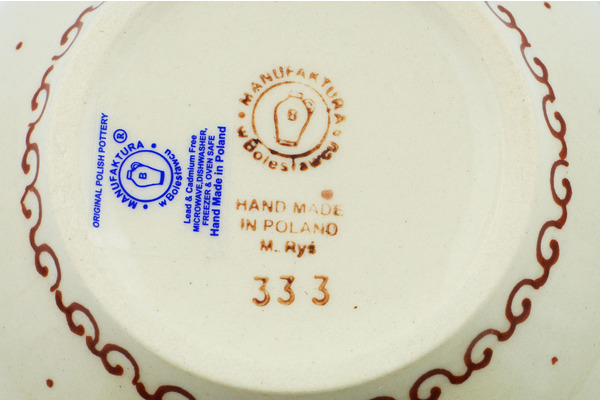 ORIGINAL POLISH POTTERY
MANUFAKTURA ®
B
w Bolesławcu
Lead & Cadmium Free
MICROWAVE, DISHWASHER,
FREEZER & OVEN SAFE
Hand Made in Poland
MANUFAKTURA
B
w Bolesławcu
HAND MADE
IN POLAND
M. Ryś
333